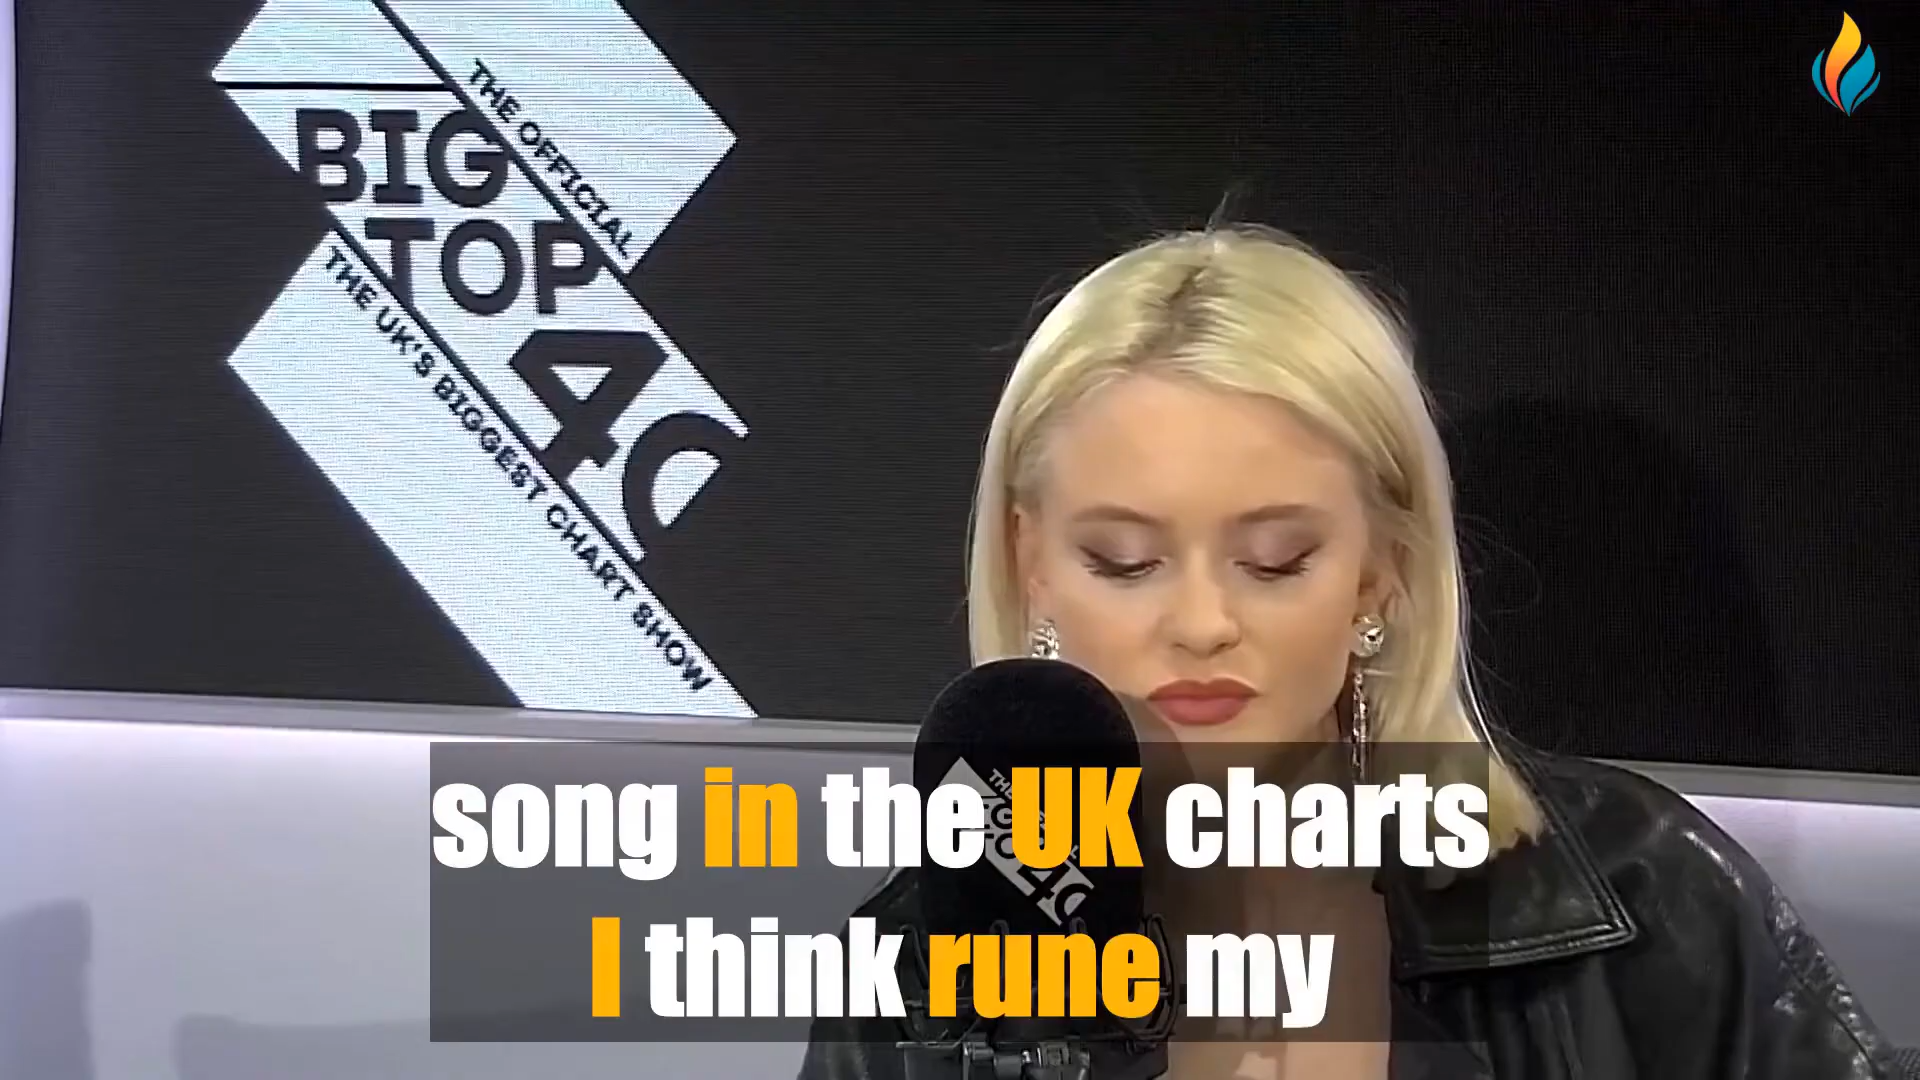 THE OFFICIAL
BIG
TOP
40
THE UK'S BIGGEST CHART SHOW
song in the UK charts
I think rune my